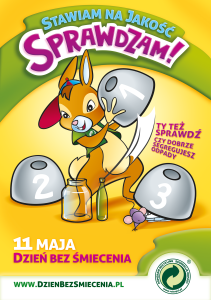 STAWIAM NA JAKOŚĆ
SPRAWDZAM!
1
2
3
TY TEŻ
SPRAWDŹ
CZY DOBRZE
SEGREGUJESZ
ODPADY
11 MAJA
DZIEŃ BEZ ŚMIECENIA
WWW.DZIENBEZSMIECENIA.PL